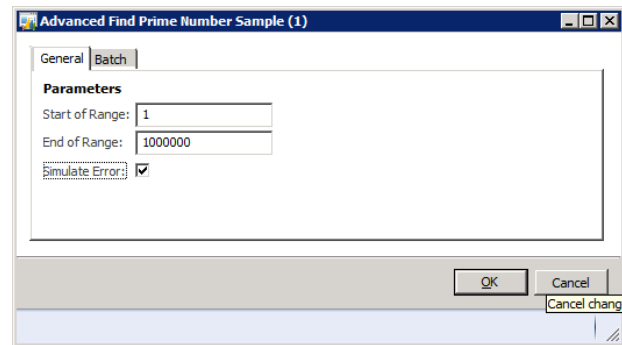 Advanced Find Prime Number Sample (1)
General Batch
Parameters
Start of Range: 1
End of Range: 1000000
Simulate Error:
OK Cancel
Cancel chang